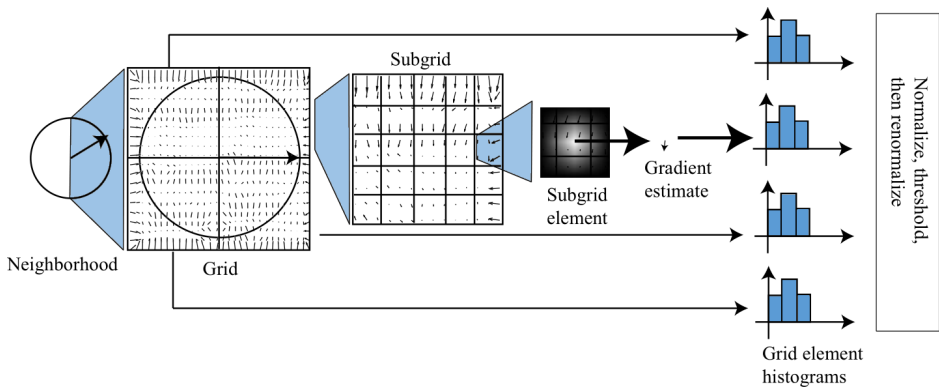 Subgrid
Neighborhood
Grid
Subgrid
element
Gradient
estimate
Grid element
histograms
Normalize, threshold,
then renormalize